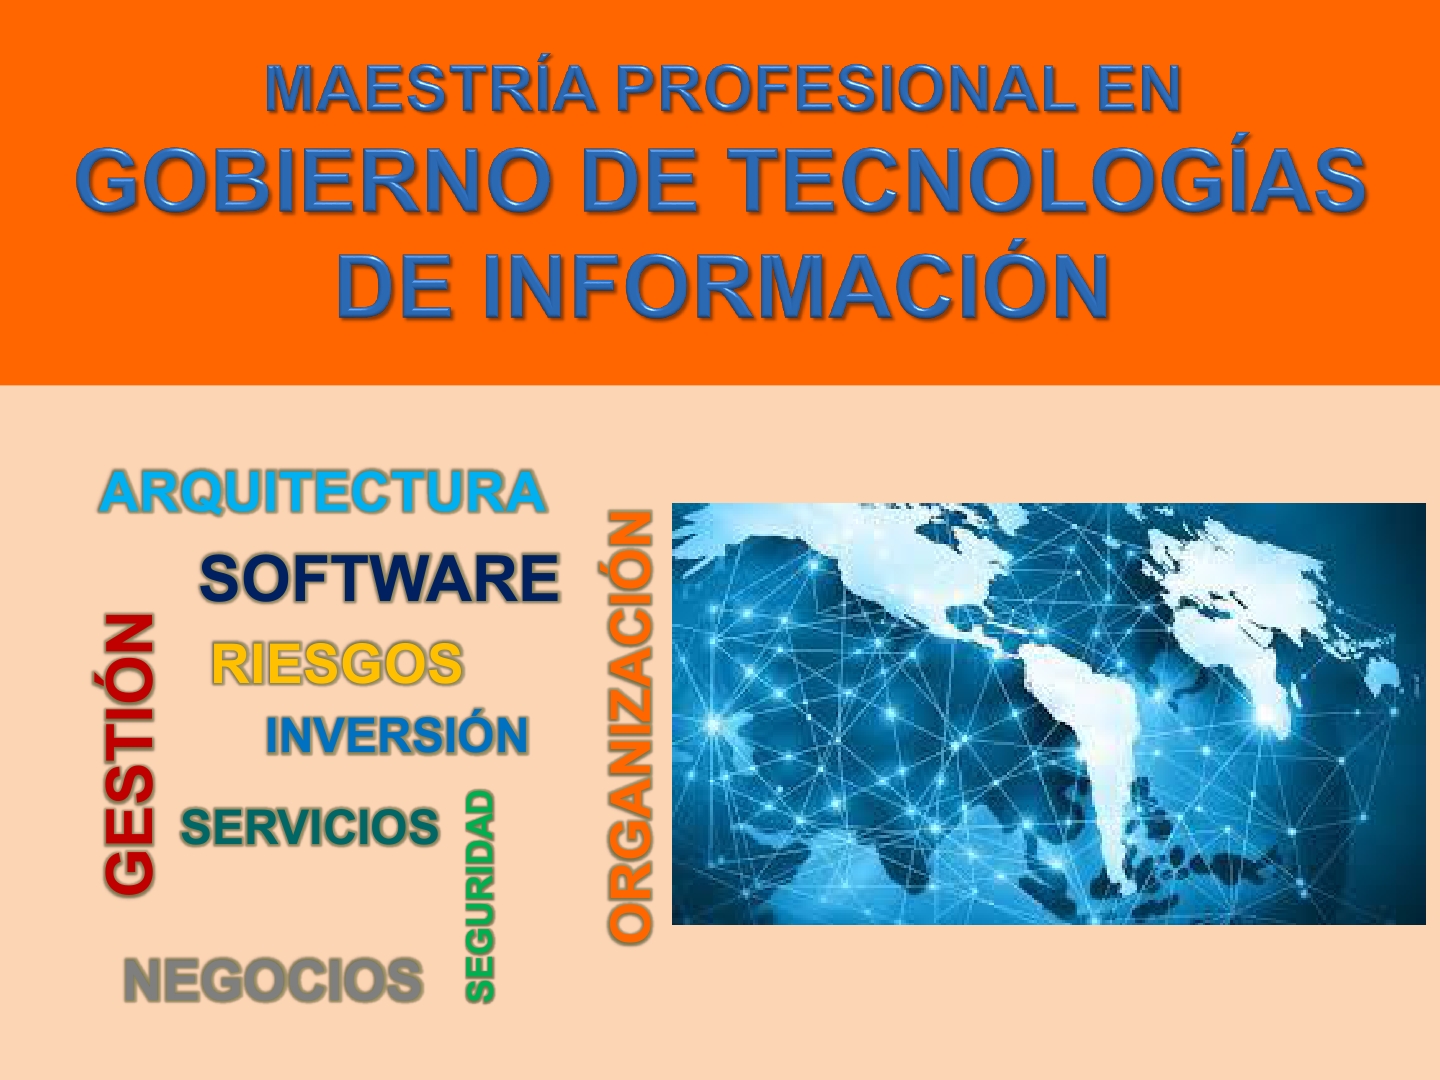 MAESTRÍA PROFESIONAL EN
GOBIERNO DE TECNOLOGÍAS
DE INFORMACIÓN
ARQUITECTURA
SOFTWARE
GESTIÓN
RIESGOS
INVERSIÓN
SERVICIOS
SEGURIDAD
NEGOCIOS
ORGANIZACIÓN